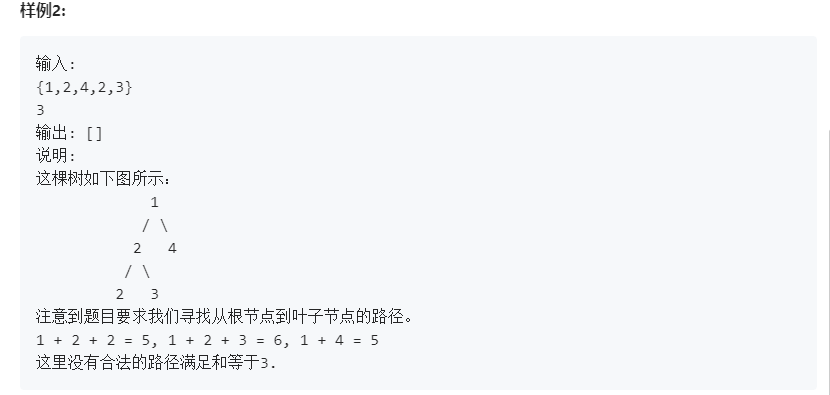 样例2:
输入:
{1,2,4,2,3}
3
输出: []
说明:
这棵树如下图所示:
1
/ \
2   4
/ \
2   3
注意到题目要求我们寻找从根节点到叶子节点的路径。
1 + 2 + 2 = 5, 1 + 2 + 3 = 6, 1 + 4 = 5
这里没有合法的路径满足和等于3.